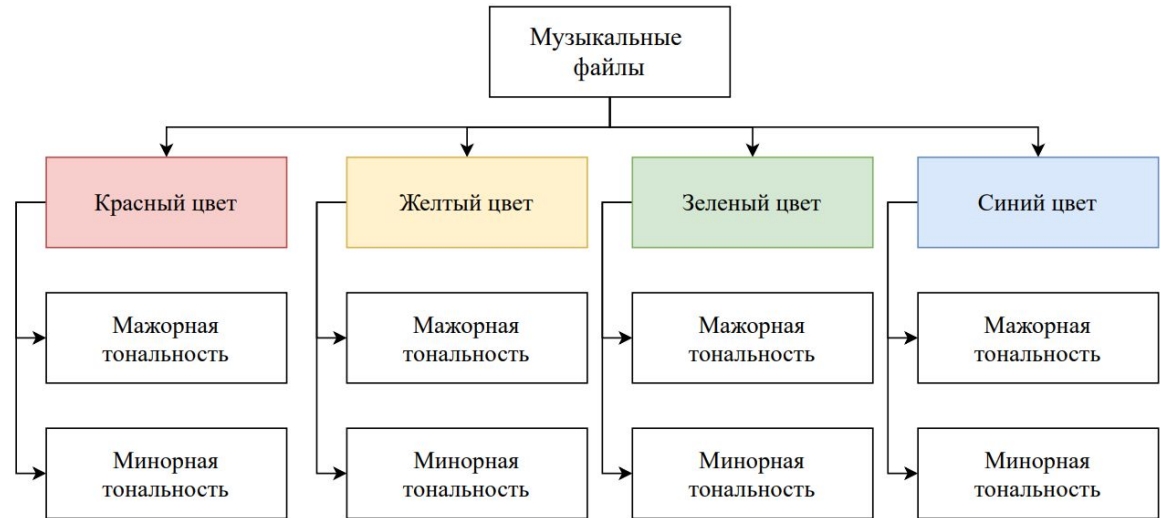 Музыкальные
файлы
Красный цвет
Желтый цвет
Зеленый цвет
Синий цвет
Мажорная
тональность
Мажорная
тональность
Мажорная
тональность
Мажорная
тональность
Минорная
тональность
Минорная
тональность
Минорная
тональность
Минорная
тональность